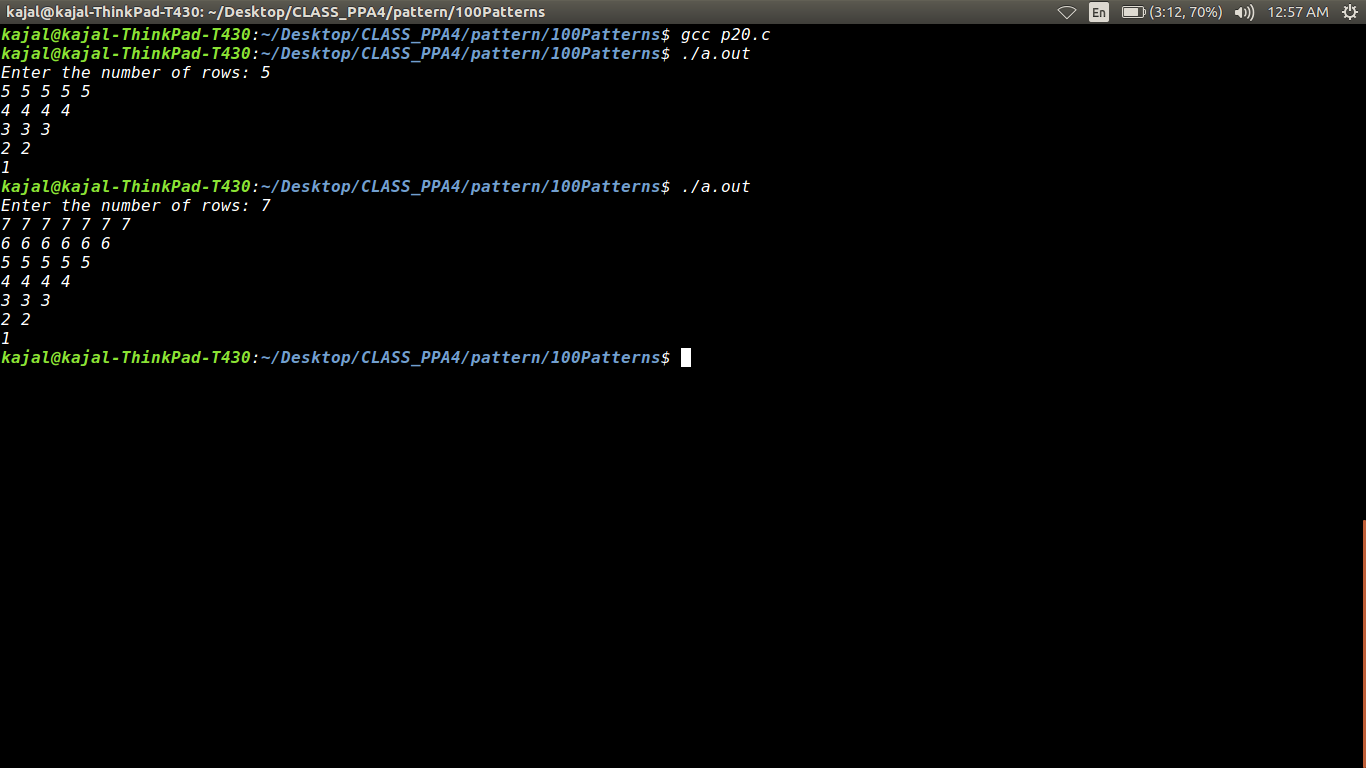 kajal@kajal-ThinkPad-T430: ~/Desktop/CLASS_PPA4/pattern/100Patterns En (3:12, 70%) 12:57 AM
kajal@kajal-ThinkPad-T430:~/Desktop/CLASS_PPA4/pattern/100Patterns$ gcc p20.c
kajal@kajal-ThinkPad-T430:~/Desktop/CLASS_PPA4/pattern/100Patterns$ ./a.out
Enter the number of rows: 5
5 5 5 5 5
4 4 4 4
3 3 3
2 2
1
kajal@kajal-ThinkPad-T430:~/Desktop/CLASS_PPA4/pattern/100Patterns$ ./a.out
Enter the number of rows: 7
7 7 7 7 7 7 7
6 6 6 6 6 6
5 5 5 5 5
4 4 4 4
3 3 3
2 2
1
kajal@kajal-ThinkPad-T430:~/Desktop/CLASS_PPA4/pattern/100Patterns$